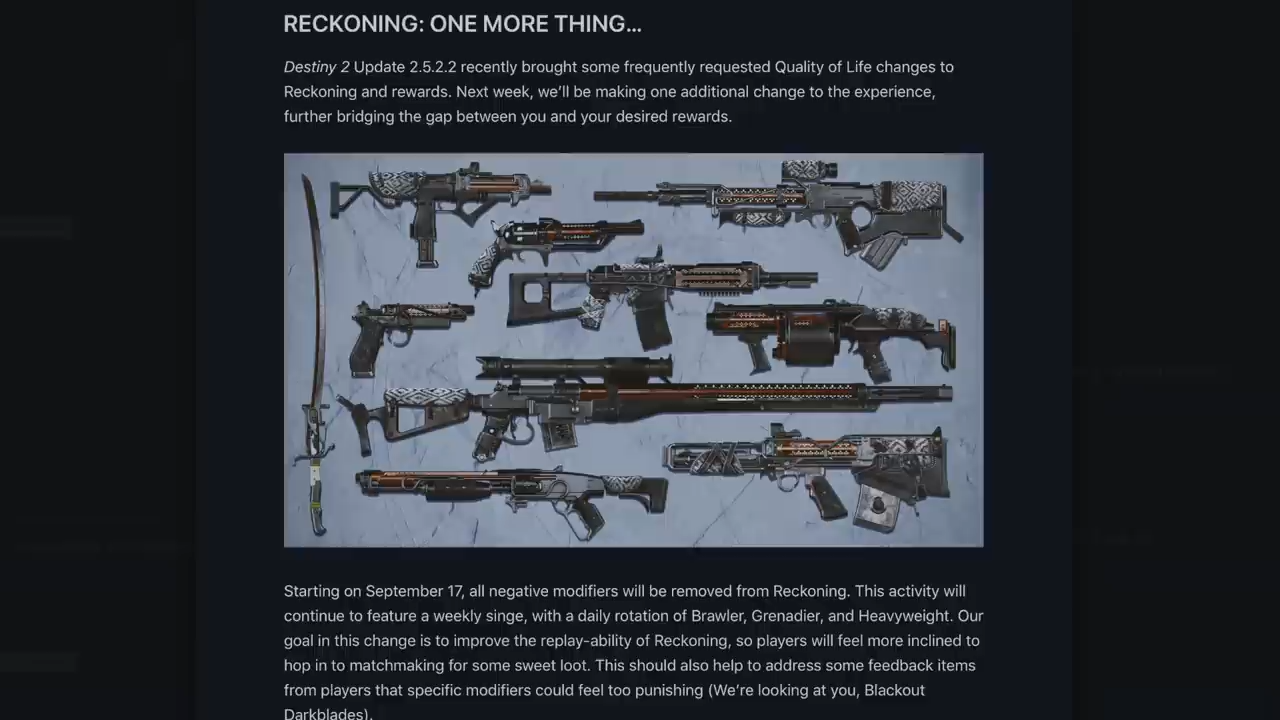 RECKONING: ONE MORE THING...
Destiny 2 Update 2.5.2.2 recently brought some frequently requested Quality of Life changes to
Reckoning and rewards. Next week, we’ll be making one additional change to the experience,
further bridging the gap between you and your desired rewards.
Starting on September 17, all negative modifiers will be removed from Reckoning. This activity will
continue to feature a weekly singe, with a daily rotation of Brawler, Grenadier, and Heavyweight. Our
goal in this change is to improve the replay-ability of Reckoning, so players will feel more inclined to
hop in to matchmaking for some sweet loot. This should also help to address some feedback items
from players that specific modifiers could feel too punishing (We’re looking at you, Blackout
Darkblades).